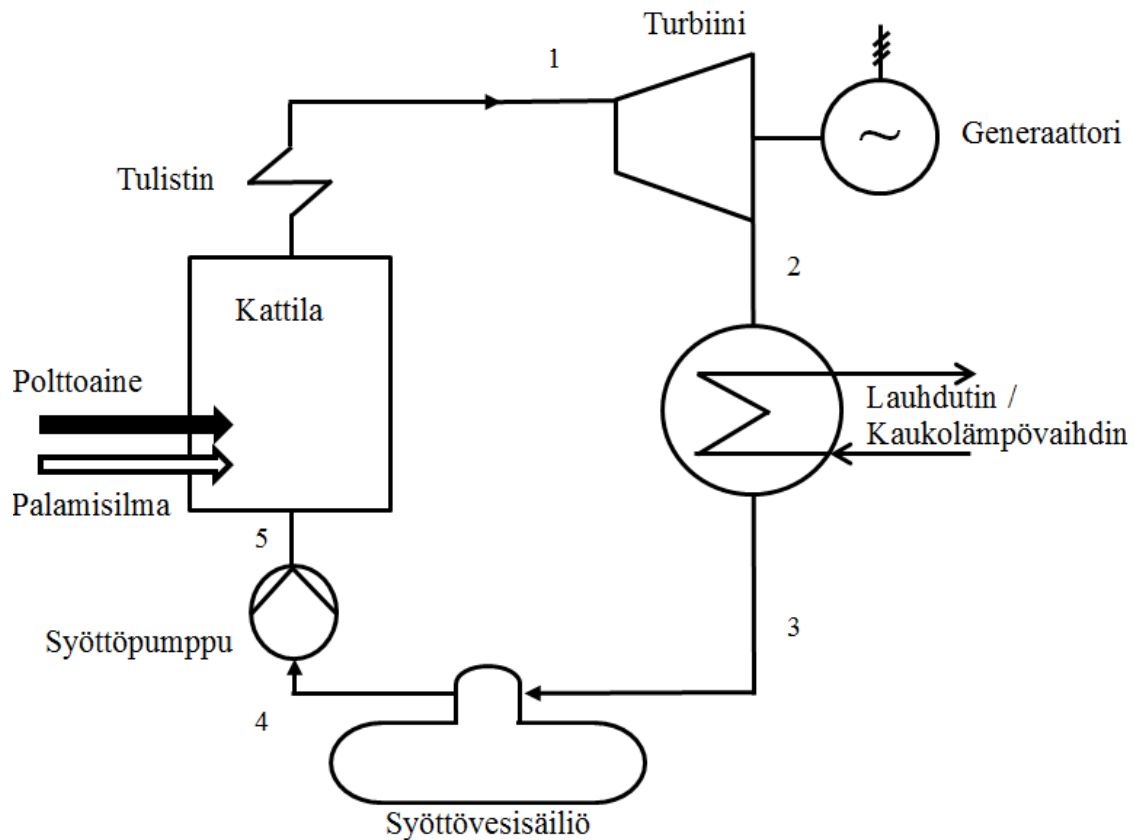 Turbiini
1
Generaattori
~
Tulistin
2
Kattila
Polttoaine
Lauhdutin /
Kaukolämpövaihdin
Palamisilma
5
Syöttöpumppu
3
4
Syöttövesisäiliö